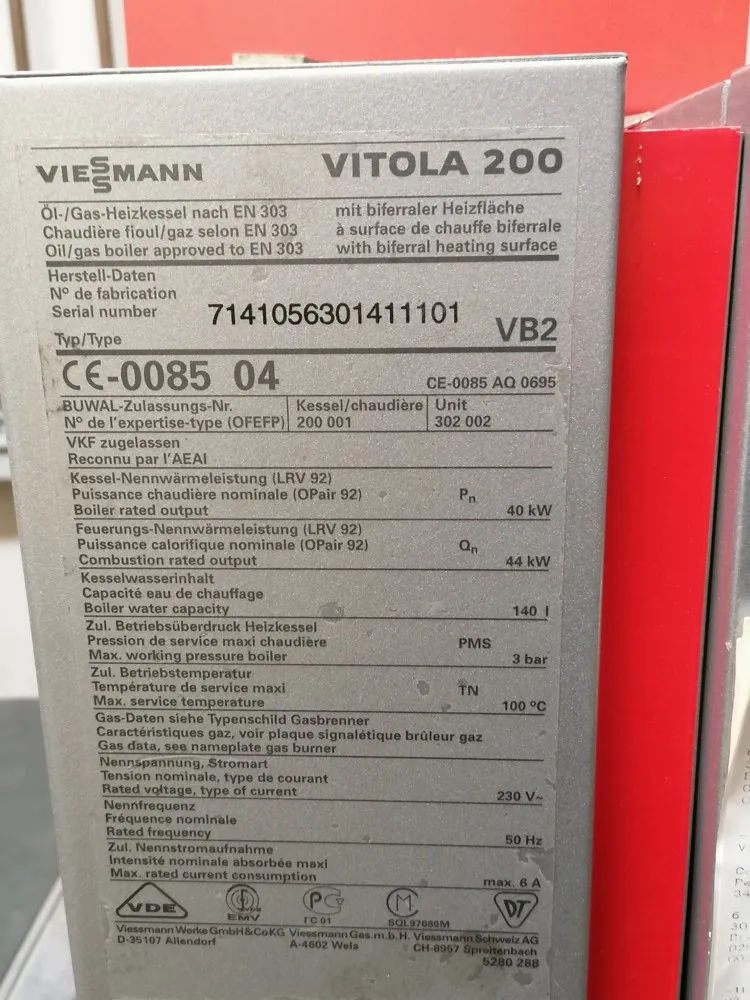 VIESSMANN VITOLA 200
Öl-/Gas-Heizkessel nach EN 303 mit biferraler Heizfläche
Chaudière fioul/gaz selon EN 303 à surface de chauffe biferrale
Oil/gas boiler approved to EN 303 with biferral heating surface
Herstell-Daten
N° de fabrication
Serial number 7141056301411101
Typ/Type VB2
CE-0085 04 CE-0085 AQ 0695
BUWAL-Zulassungs-Nr. Kessel/chaudière Unit
N° de l'expertise-type (OFEFP) 200 001 302 002
VKF zugelassen
Reconnu par l'AEAI
Kessel-Nennwärmeleistung (LRV 92)
Puissance chaudière nominale (OPair 92) Pn
Boiler rated output 40 kW
Feuerungs-Nennwärmeleistung (LRV 92)
Puissance calorifique nominale (OPair 92) Qn
Combustion rated output 44 kW
Kesselwasserinhalt
Capacité eau de chauffage
Boiler water capacity 140 l
Zul. Betriebsüberdruck Heizkessel
Pression de service maxi chaudière PMS
Max. working pressure boiler 3 bar
Zul. Betriebstemperatur
Température de service maxi TN
Max. service temperature 100 °C
Gas-Daten siehe Typenschild Gasbrenner
Caractéristiques gaz, voir plaque signalétique brûleur gaz
Gas data, see nameplate gas burner
Nennspannung, Stromart
Tension nominale, type de courant
Rated voltage, type of current 230 V~
Nennfrequenz
Fréquence nominale
Rated frequency 50 Hz
Zul. Nennstromaufnahme
Intensité nominale absorbée maxi
Max. rated current consumption max. 6 A
VDE EMV ГС 01 SQL97060M DT
Viessmann Werke GmbH&CoKG Viessmann Gas.m.b.H. Viessmann Schweiz AG
D-35107 Allendorf A-4602 Wels CH-8957 Spreitenbach
5280 288